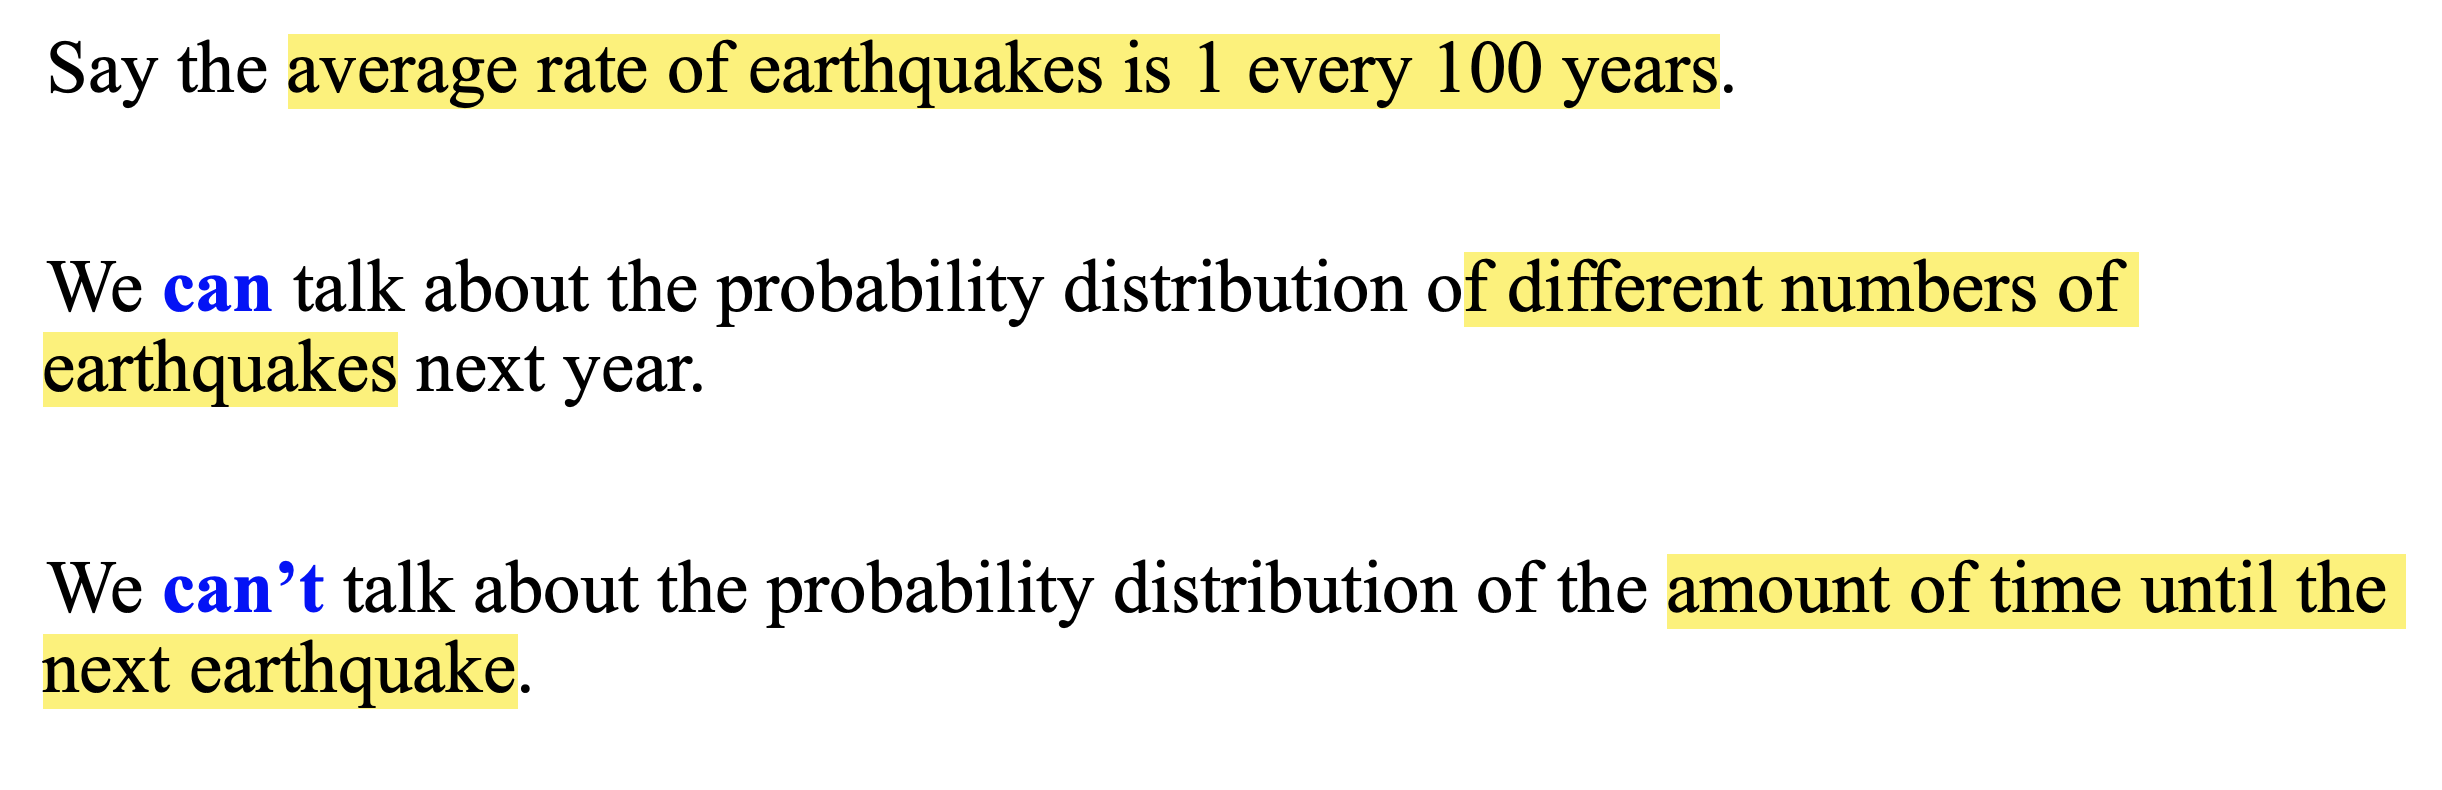 Say the average rate of earthquakes is 1 every 100 years.
We can talk about the probability distribution of different numbers of
earthquakes next year.
We can’t talk about the probability distribution of the amount of time until the
next earthquake.